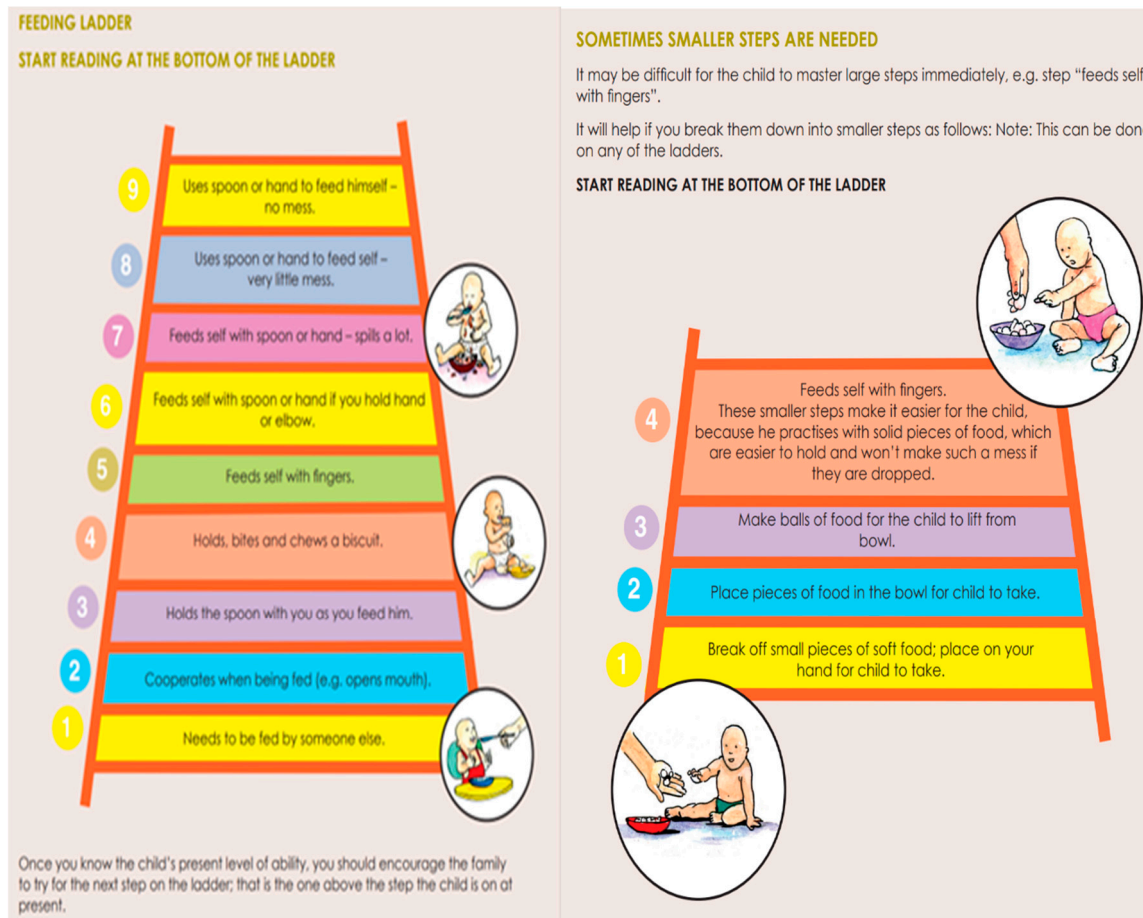 FEEDING LADDER
START READING AT THE BOTTOM OF THE LADDER
9
Uses spoon or hand to feed himself –
no mess.
8
Uses spoon or hand to feed self –
very little mess.
7
Feeds self with spoon or hand – spills a lot.
6
Feeds self with spoon or hand if you hold hand
or elbow.
5
Feeds self with fingers.
4
Holds, bites and chews a biscuit.
3
Holds the spoon with you as you feed him.
2
Cooperates when being fed (e.g. opens mouth).
1
Needs to be fed by someone else.
Once you know the child's present level of ability, you should encourage the family
to try for the next step on the ladder; that is the one above the step the child is on at
present.
SOMETIMES SMALLER STEPS ARE NEEDED
It may be difficult for the child to master large steps immediately, e.g. step “feeds self
with fingers”.
It will help if you break them down into smaller steps as follows: Note: This can be don
on any of the ladders.
START READING AT THE BOTTOM OF THE LADDER
4
Feeds self with fingers.
These smaller steps make it easier for the child,
because he practises with solid pieces of food, which
are easier to hold and won't make such a mess if
they are dropped.
3
Make balls of food for the child to lift from
bowl.
2
Place pieces of food in the bowl for child to take.
1
Break off small pieces of soft food; place on your
hand for child to take.